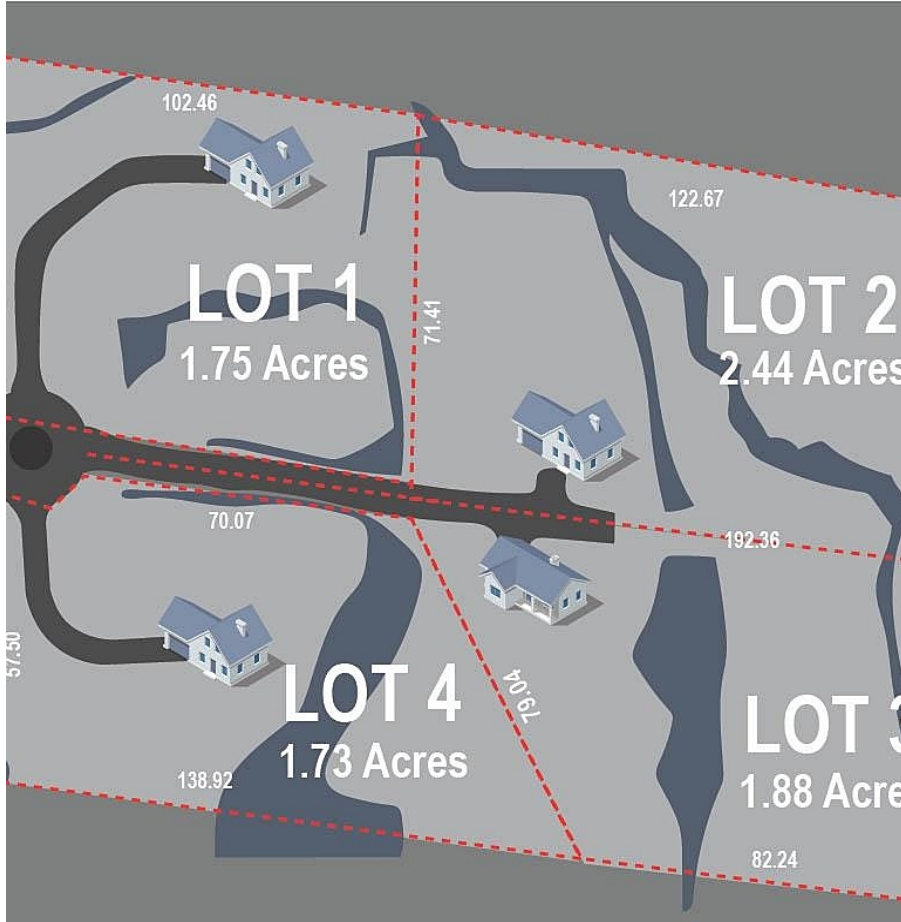 102.46
122.67
LOT 1
1.75 Acres
71.41
LOT 2
2.44 Acres
70.07
192.36
57.50
LOT 4
1.73 Acres
79.04
LOT 3
1.88 Acre
138.92
82.24